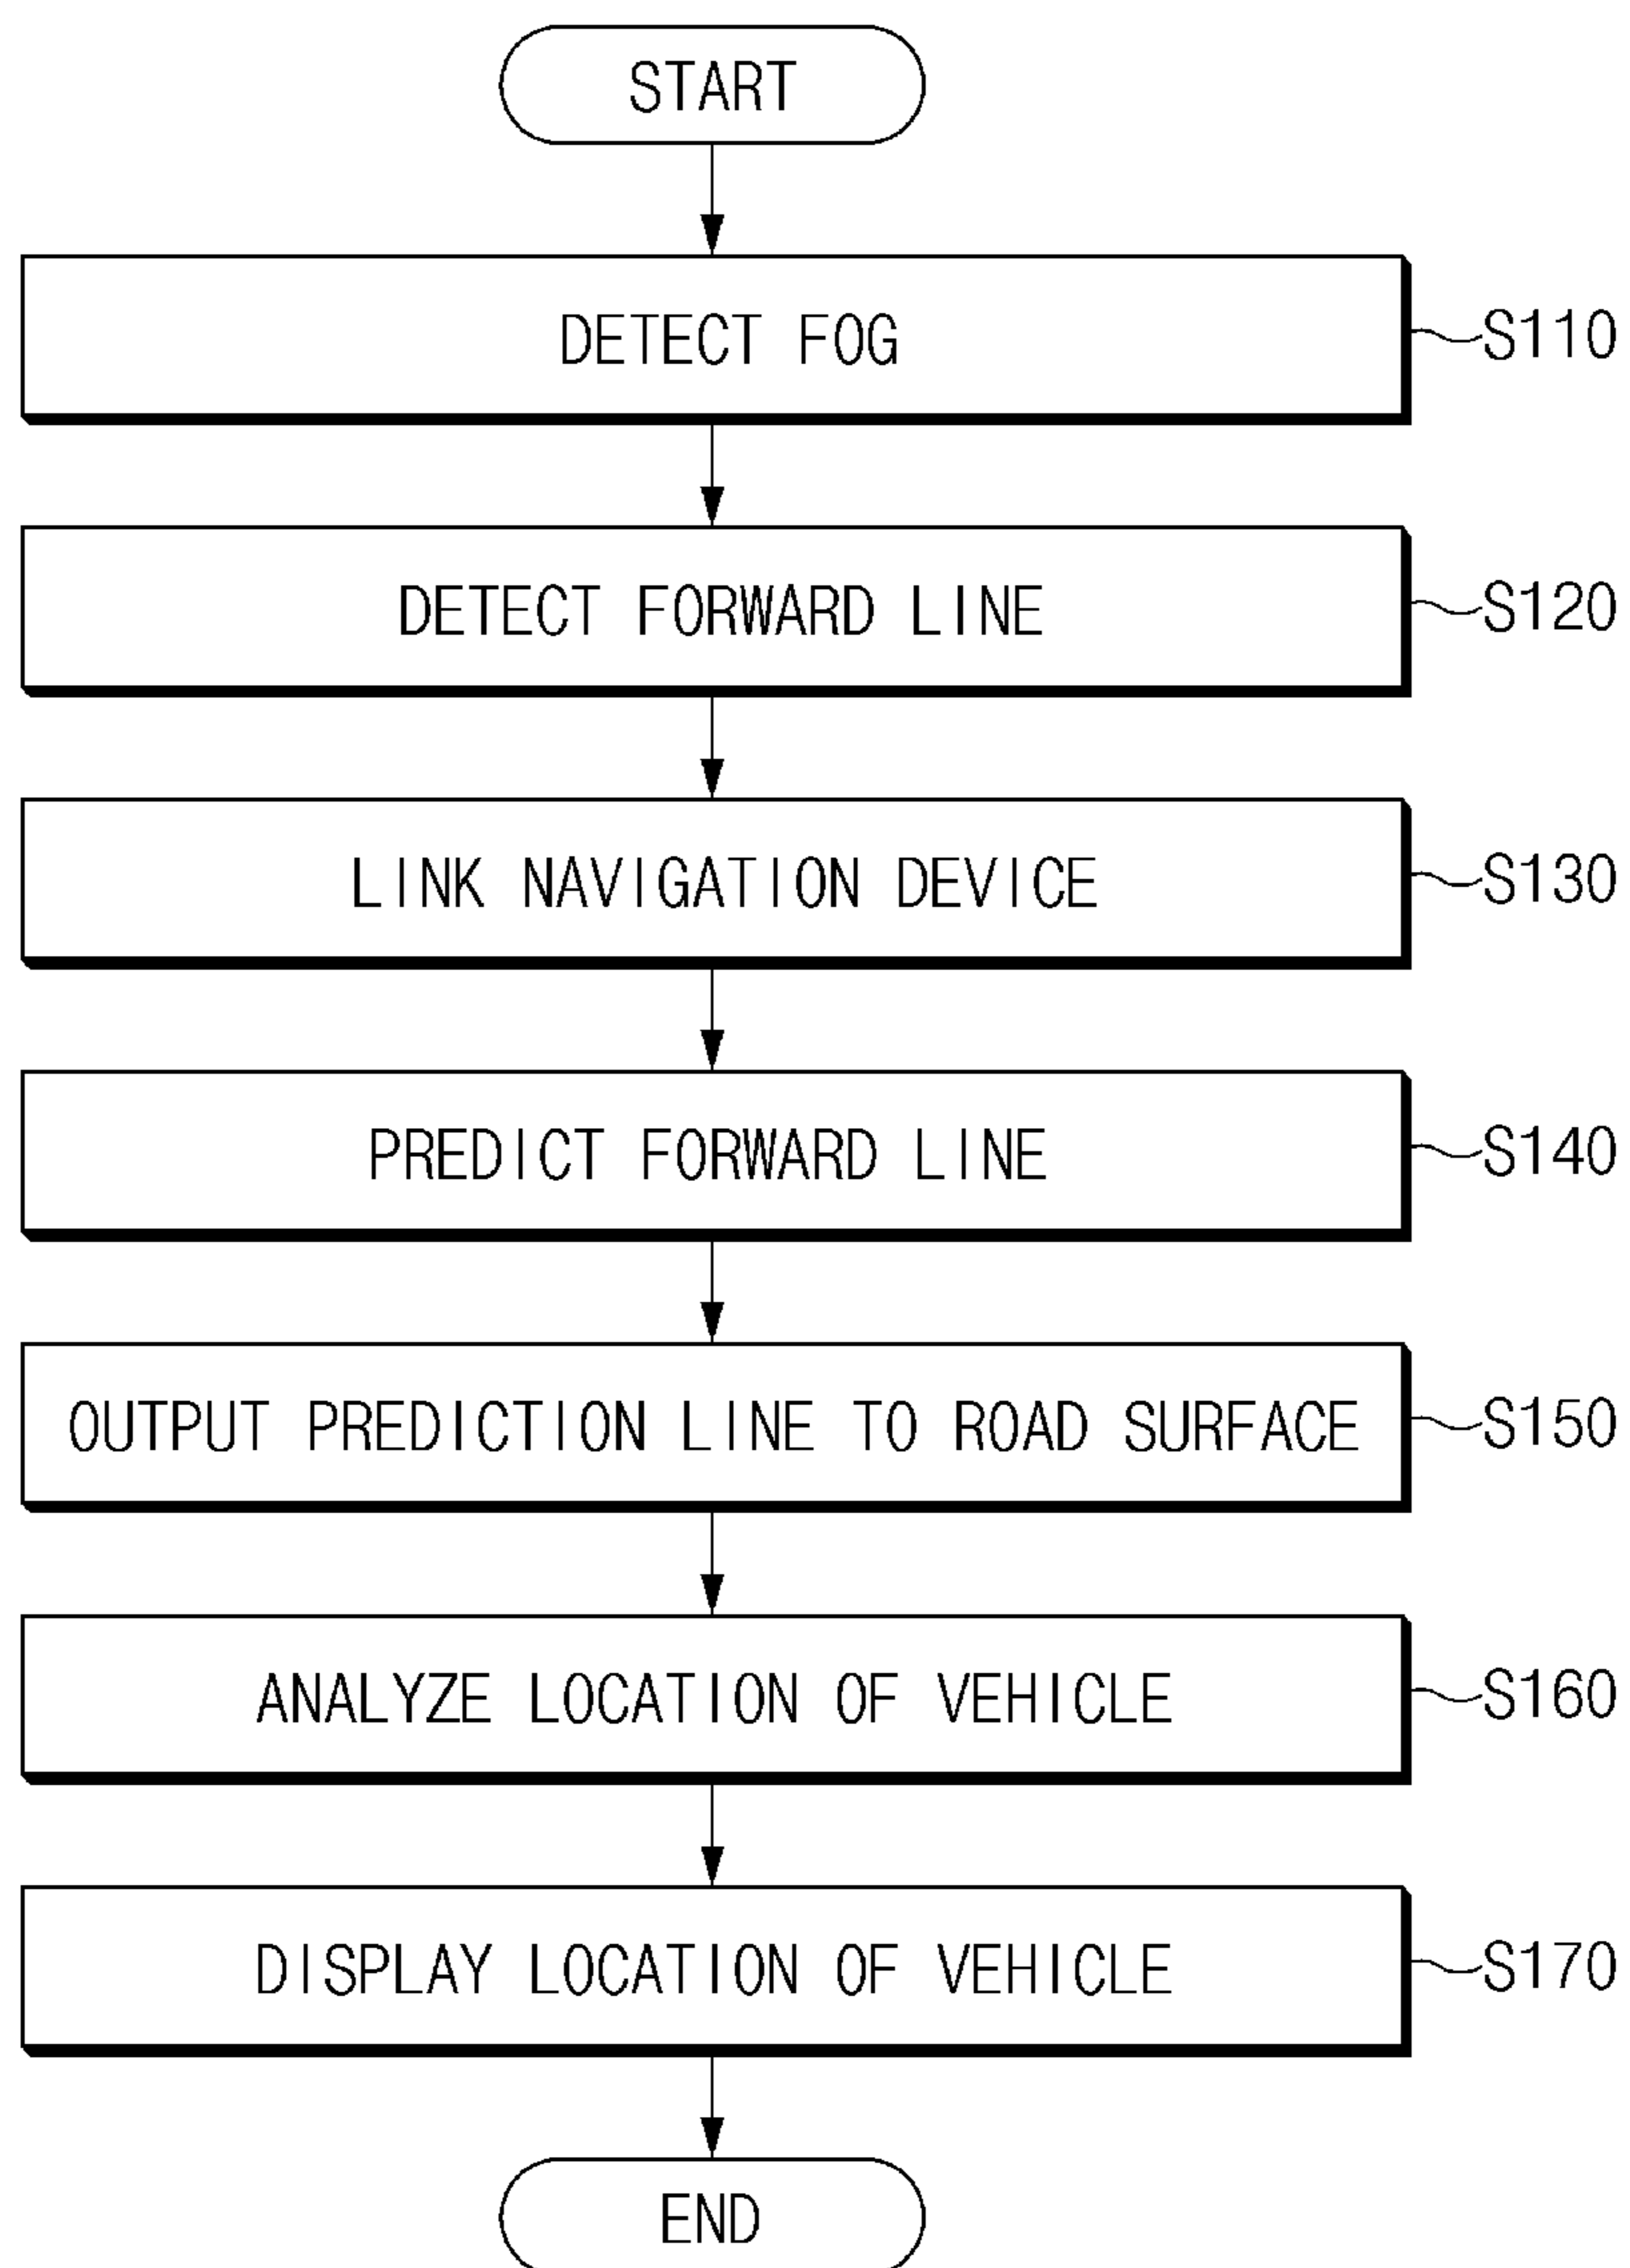 START
DETECT FOG
S110
DETECT FORWARD LINE
S120
LINK NAVIGATION DEVICE
S130
PREDICT FORWARD LINE
S140
OUTPUT PREDICTION LINE TO ROAD SURFACE
S150
ANALYZE LOCATION OF VEHICLE
S160
DISPLAY LOCATION OF VEHICLE
S170
END